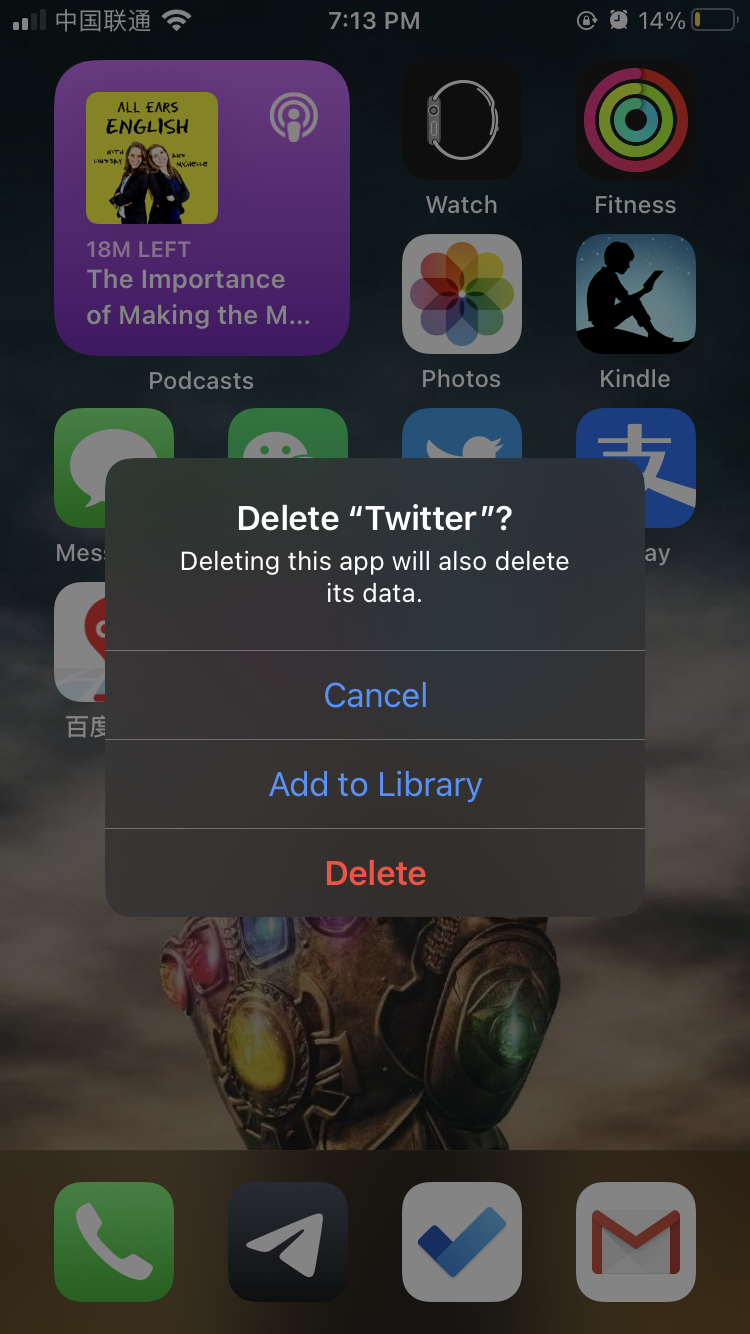 中国联通
7:13 PM
14%
ALL EARS
ENGLISH
WITH
LINDSAY
AND
MICHELLE
18M LEFT
The Importance
of Making the M...
Podcasts
Watch
Fitness
Photos
Kindle
支
Mes
ay
Delete “Twitter”?
Deleting this app will also delete
its data.
Cancel
Add to Library
Delete
百度